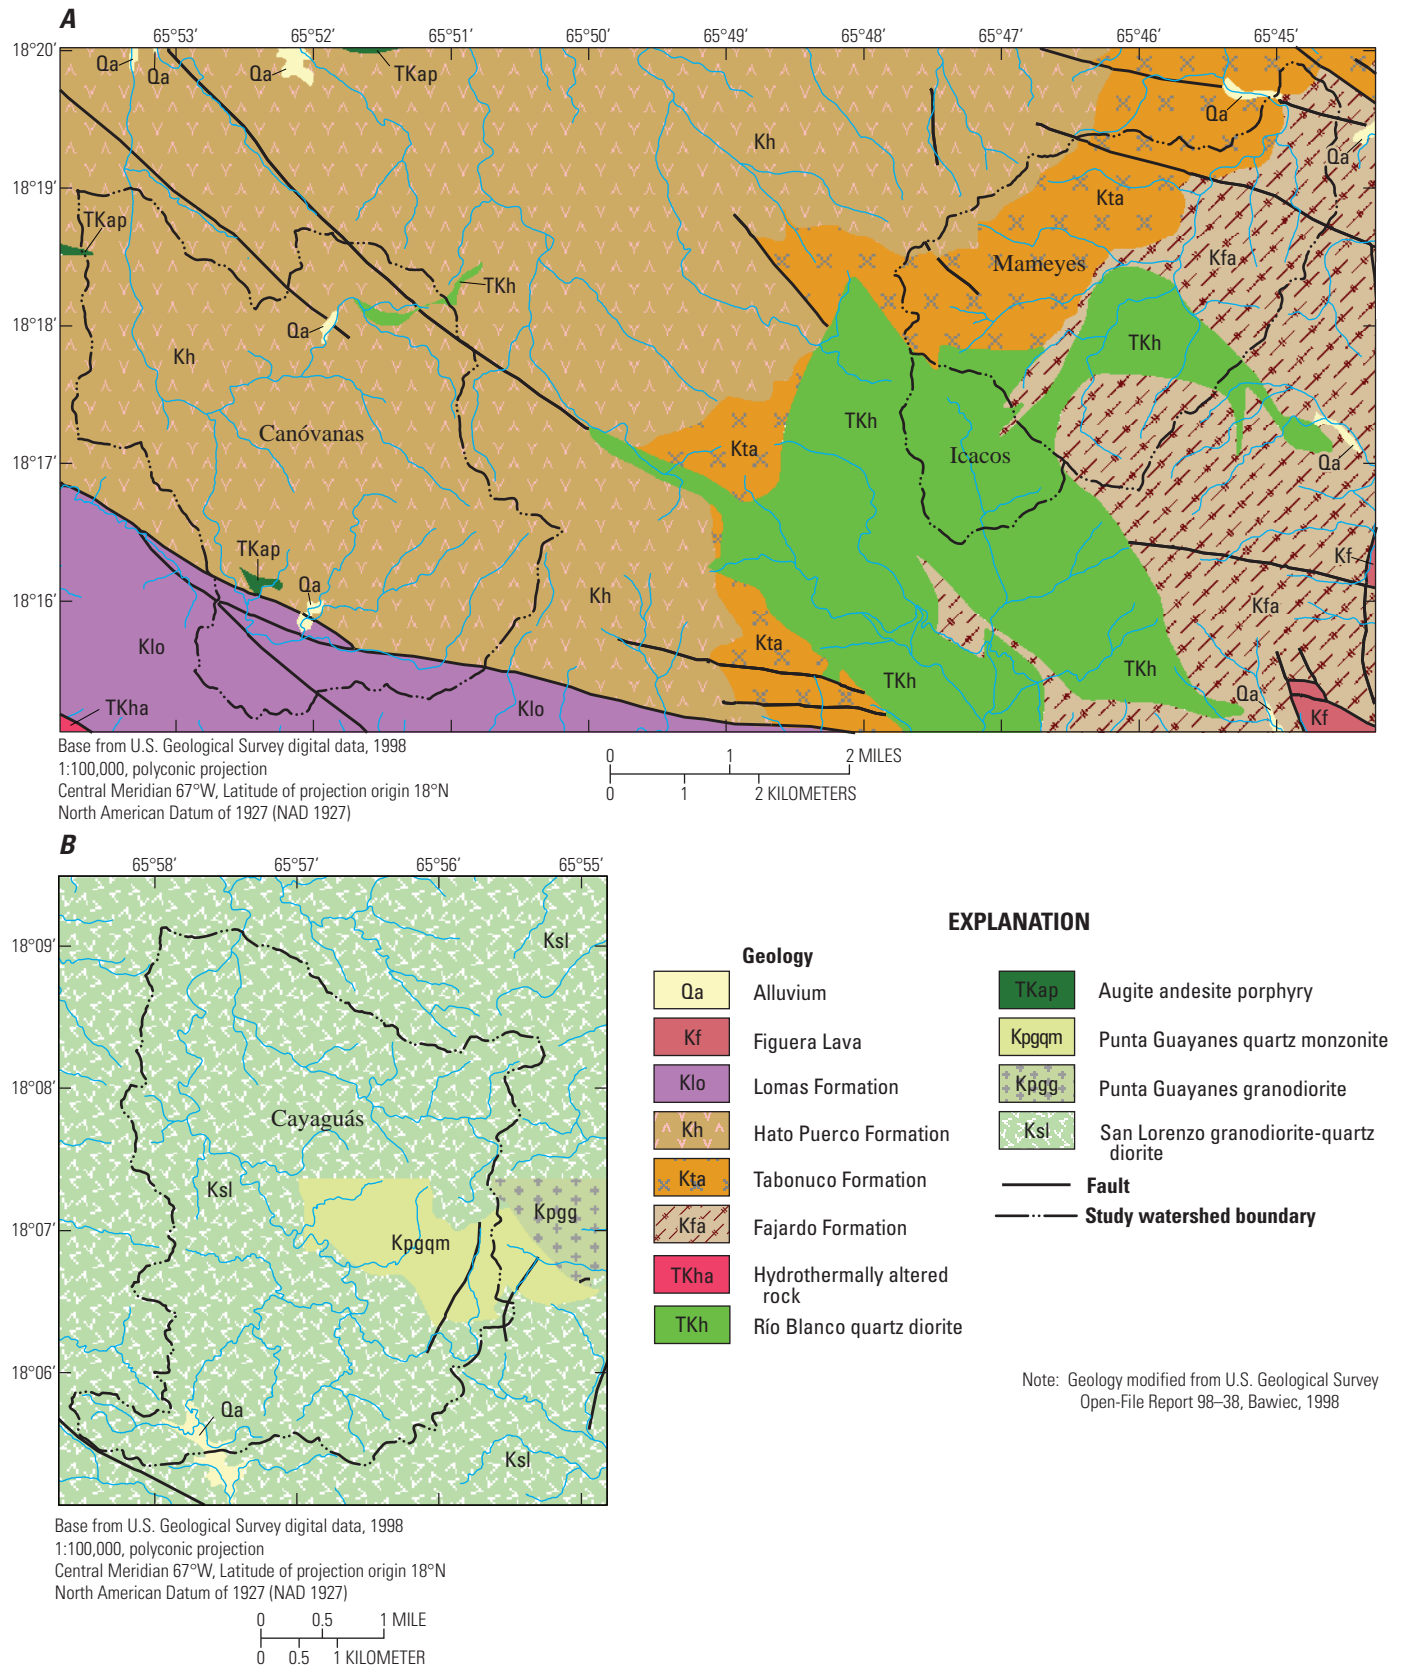 A
65°53′ 65°52′ 65°51′ 65°50′ 65°49′ 65°48′ 65°47′ 65°46′ 65°45′
18°20′
Qa
Qa
Qa
TKap
Kh
Qa
Qa
18°19′
TKap
Kta
Mameyes
Kfa
TKh
18°18′
Qa
Kh
TKh
TKh
Canóvanas
Kta
Icacos
18°17′
Qa
TKap
Kf
Qa
18°16′
Kh
Kfa
Klo
Kta
TKh
TKh
Qa
TKha
Klo
Kf
Base from U.S. Geological Survey digital data, 1998
1:100,000, polyconic projection
Central Meridian 67°W, Latitude of projection origin 18°N
North American Datum of 1927 (NAD 1927)
0 1 2 MILES
0 1 2 KILOMETERS
B
65°58′ 65°57′ 65°56′ 65°55′
18°09′
Ksl
18°08′
Cayaguás
Ksl
Kpgg
18°07′
Kpgqm
18°06′
Qa
Ksl
Base from U.S. Geological Survey digital data, 1998
1:100,000, polyconic projection
Central Meridian 67°W, Latitude of projection origin 18°N
North American Datum of 1927 (NAD 1927)
0 0.5 1 MILE
0 0.5 1 KILOMETER
EXPLANATION
Geology
Qa Alluvium
Kf Figuera Lava
Klo Lomas Formation
Kh Hato Puerco Formation
Kta Tabonuco Formation
Kfa Fajardo Formation
TKha Hydrothermally altered
rock
TKh Río Blanco quartz diorite
TKap Augite andesite porphyry
Kpgqm Punta Guayanes quartz monzonite
Kpgg Punta Guayanes granodiorite
Ksl San Lorenzo granodiorite-quartz
diorite
Fault
Study watershed boundary
Note: Geology modified from U.S. Geological Survey
Open-File Report 98–38, Bawiec, 1998